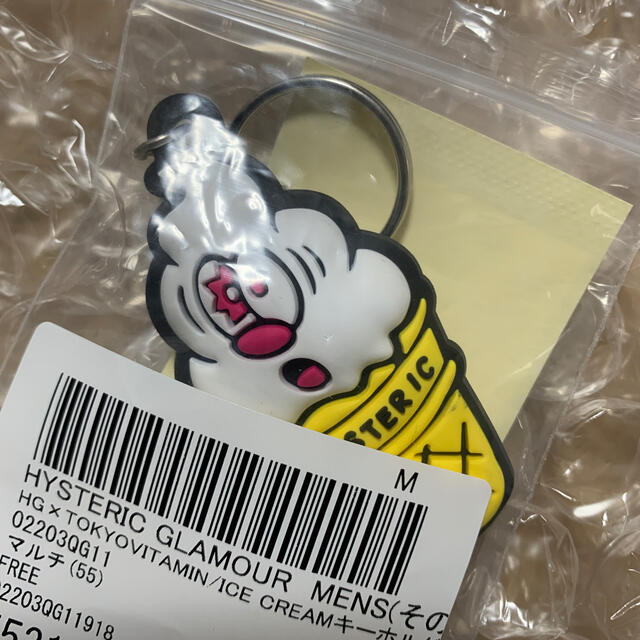 STERIC
M
HYSTERIC GLAMOUR MENS(その
HG×TOKYOVITAMIN/ICE CREAMキーホル
02203QG11
マルチ(55)
FREE
02203QG11918